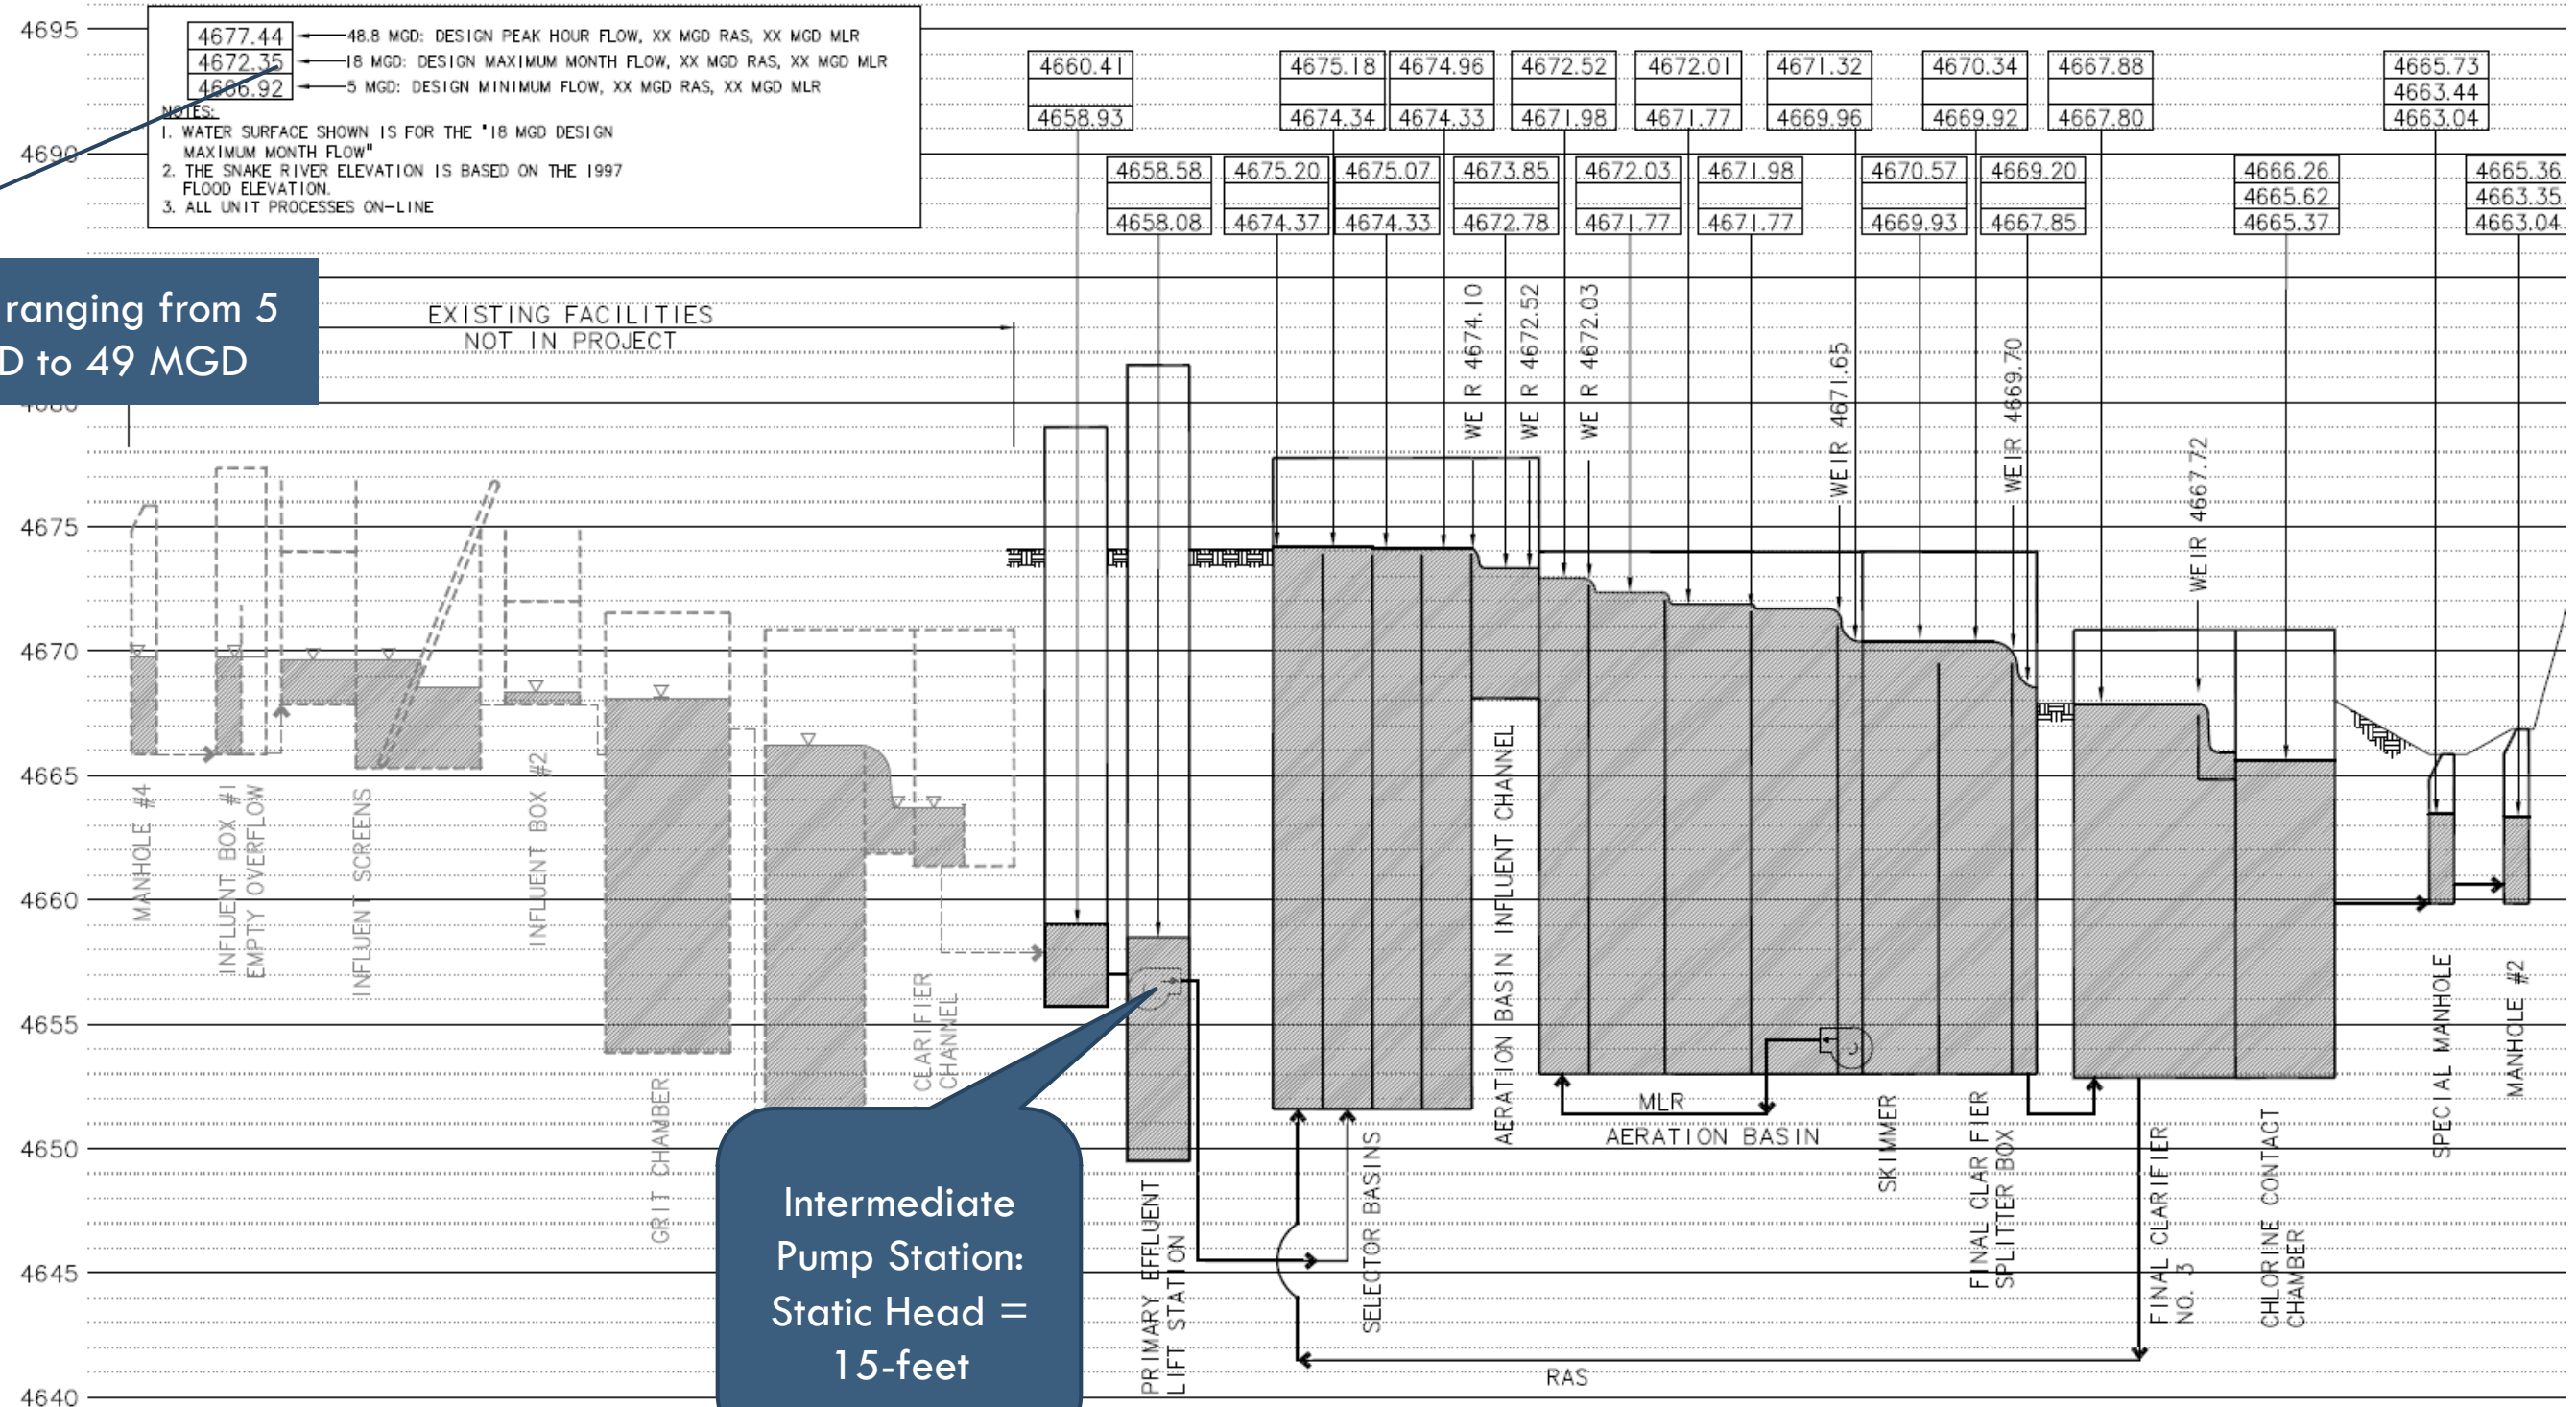 4695
4677.44
48.8 MGD: DESIGN PEAK HOUR FLOW, XX MGD RAS, XX MGD MLR
4672.35
18 MGD: DESIGN MAXIMUM MONTH FLOW, XX MGD RAS, XX MGD MLR
4666.92
5 MGD: DESIGN MINIMUM FLOW, XX MGD RAS, XX MGD MLR
NOTES:
1. WATER SURFACE SHOWN IS FOR THE "18 MGD DESIGN
MAXIMUM MONTH FLOW"
2. THE SNAKE RIVER ELEVATION IS BASED ON THE 1997
FLOOD ELEVATION.
3. ALL UNIT PROCESSES ON-LINE
4690
4660.41
4658.93
4675.18
4674.34
4674.96
4674.33
4672.52
4671.98
4672.01
4671.77
4671.32
4669.96
4670.34
4669.92
4667.88
4667.80
4665.73
4663.44
4663.04
4658.58
4658.08
4675.20
4674.37
4675.07
4674.33
4673.85
4672.78
4672.03
4671.77
4671.98
4671.77
4670.57
4669.93
4669.20
4667.85
4666.26
4665.62
4665.37
4665.36
4663.35
4663.04
ranging from 5
D to 49 MGD
EXISTING FACILITIES
NOT IN PROJECT
4680
WE R 4674.10
WE R 4672.52
WE R 4672.03
WEIR 4671.65
WEIR 4669.70
WEIR 4667.72
4675
4670
4665
4660
4655
4650
4645
4640
MANHOLE #4
INFLUENT BOX #1
EMPTY OVERFLOW
INFLUENT SCREENS
INFLUENT BOX #2
GRIT CHAMBER
CLARIFIER
CHANNEL
Intermediate
Pump Station:
Static Head =
15-feet
PRIMARY EFFLUENT
LIFT STATION
SELECTOR BASINS
AERATION BASIN INFLUENT CHANNEL
MLR
AERATION BASIN
SKIMMER
FINAL CLAR FIER
SPLITTER BOX
FINAL CLARIFIER
NO. 3
CHLORINE CONTACT
CHAMBER
SPECIAL MANHOLE
MANHOLE #2
RAS